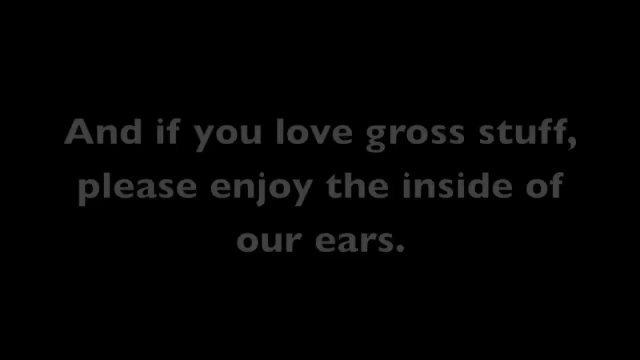 And if you love gross stuff,
please enjoy the inside of
our ears.